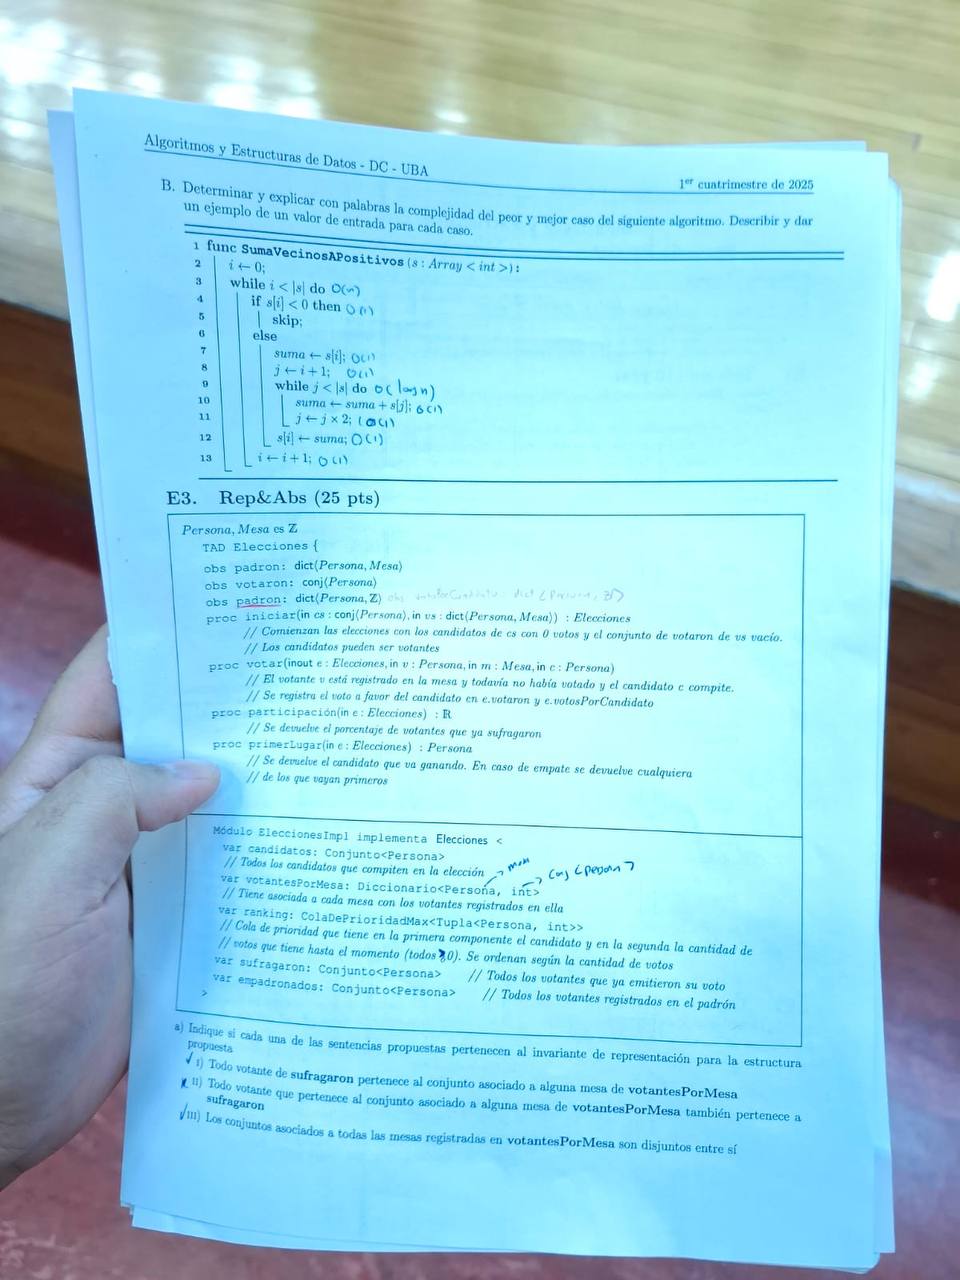 Algoritmos y Estructuras de Datos - DC - UBA
1er cuatrimestre de 2025
B. Determinar y explicar con palabras la complejidad del peor y mejor caso del siguiente algoritmo. Describir y dar
un ejemplo de un valor de entrada para cada caso.
1 func SumaVecinosAPositivos (s : Array < int >):
2 i ← 0;
3 while i < |s| do O(n)
4 if s[i] < 0 then O(1)
5 skip;
6 else
7 suma ← s[i]; O(1)
8 j ← i + 1; O(1)
9 while j < |s| do O(log n)
10 suma ← suma + s[j]; O(1)
11 j ← j × 2; O(1)
12 s[i] ← suma; O(1)
13 i ← i + 1; O(1)
E3. Rep&Abs (25 pts)
Persona, Mesa es ℤ
TAD Elecciones {
obs padron: dict⟨Persona, Mesa⟩
obs votaron: conj⟨Persona⟩
obs padron: dict⟨Persona, ℤ⟩ obs votosPorCandidato: dict ⟨Persona, ℤ⟩
proc iniciar(in cs : conj⟨Persona⟩, in vs : dict⟨Persona, Mesa⟩) : Elecciones
// Comienzan las elecciones con los candidatos de cs con 0 votos y el conjunto de votaron de vs vacío.
// Los candidatos pueden ser votantes
proc votar(inout e : Elecciones, in v : Persona, in m : Mesa, in c : Persona)
// El votante v está registrado en la mesa y todavía no había votado y el candidato c compite.
// Se registra el voto a favor del candidato en e.votaron y e.votosPorCandidato
proc participación(in e : Elecciones) : ℝ
// Se devuelve el porcentaje de votantes que ya sufragaron
proc primerLugar(in e : Elecciones) : Persona
// Se devuelve el candidato que va ganando. En caso de empate se devuelve cualquiera
// de los que vayan primeros
Módulo EleccionesImpl implementa Elecciones <
var candidatos: Conjunto<Persona>
// Todos los candidatos que compiten en la elección → mesa → Conj <persona>
var votantesPorMesa: Diccionario<Persona, int>
// Tiene asociada a cada mesa con los votantes registrados en ella
var ranking: ColaDePrioridadMax<Tupla<Persona, int>>
// Cola de prioridad que tiene en la primera componente el candidato y en la segunda la cantidad de
// votos que tiene hasta el momento (todos ≥0). Se ordenan según la cantidad de votos
var sufragaron: Conjunto<Persona> // Todos los votantes que ya emitieron su voto
var empadronados: Conjunto<Persona> // Todos los votantes registrados en el padrón
>
a) Indique si cada una de las sentencias propuestas pertenecen al invariante de representación para la estructura
propuesta
✓ I) Todo votante de sufragaron pertenece al conjunto asociado a alguna mesa de votantesPorMesa
x II) Todo votante que pertenece al conjunto asociado a alguna mesa de votantesPorMesa también pertenece a
sufragaron
✓ III) Los conjuntos asociados a todas las mesas registradas en votantesPorMesa son disjuntos entre sí